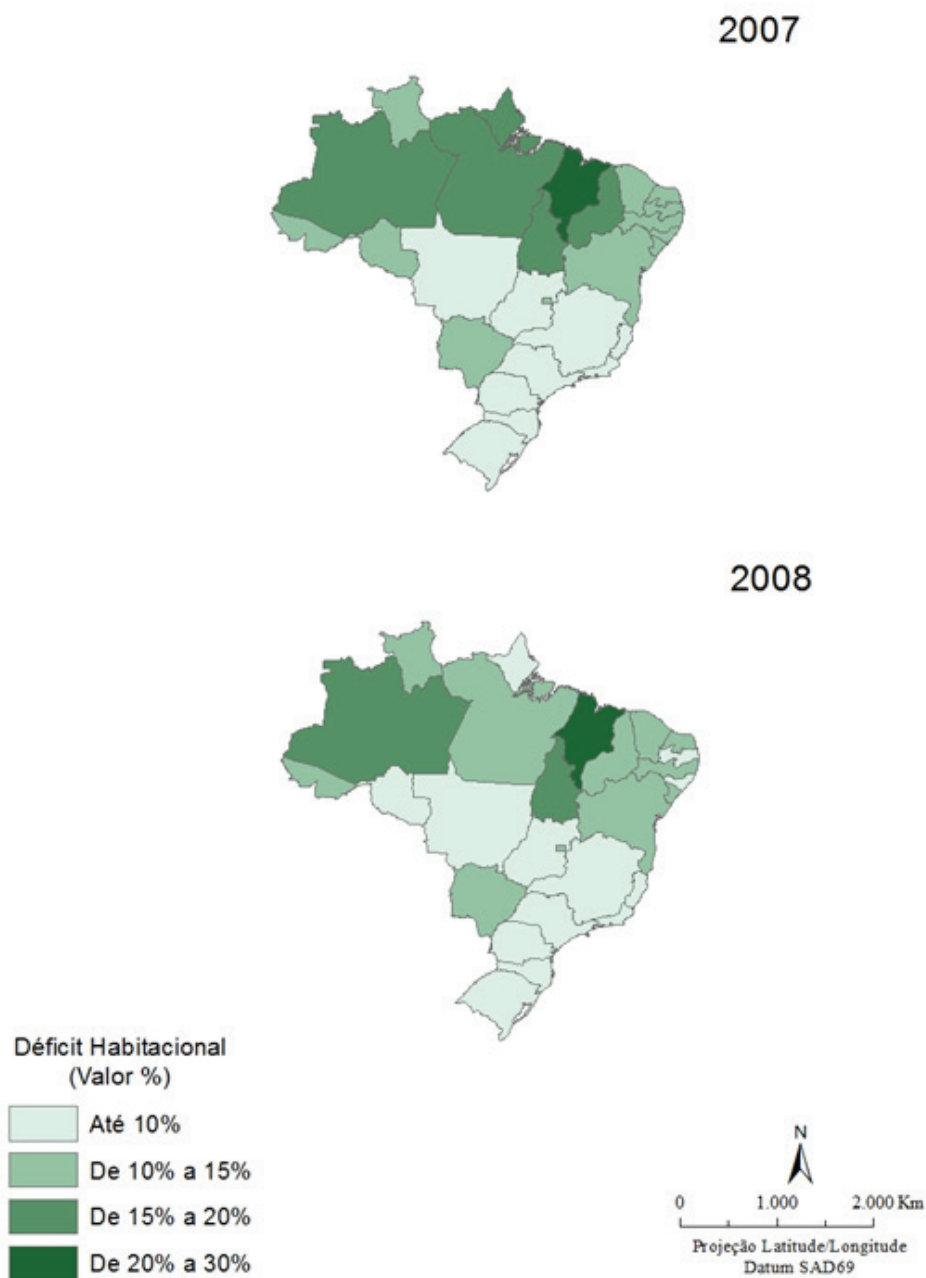 2007
2008
Déficit Habitacional
(Valor %)
Até 10%
De 10% a 15%
De 15% a 20%
De 20% a 30%
N
0 1.000 2.000 Km
Projeção Latitude/Longitude
Datum SAD69